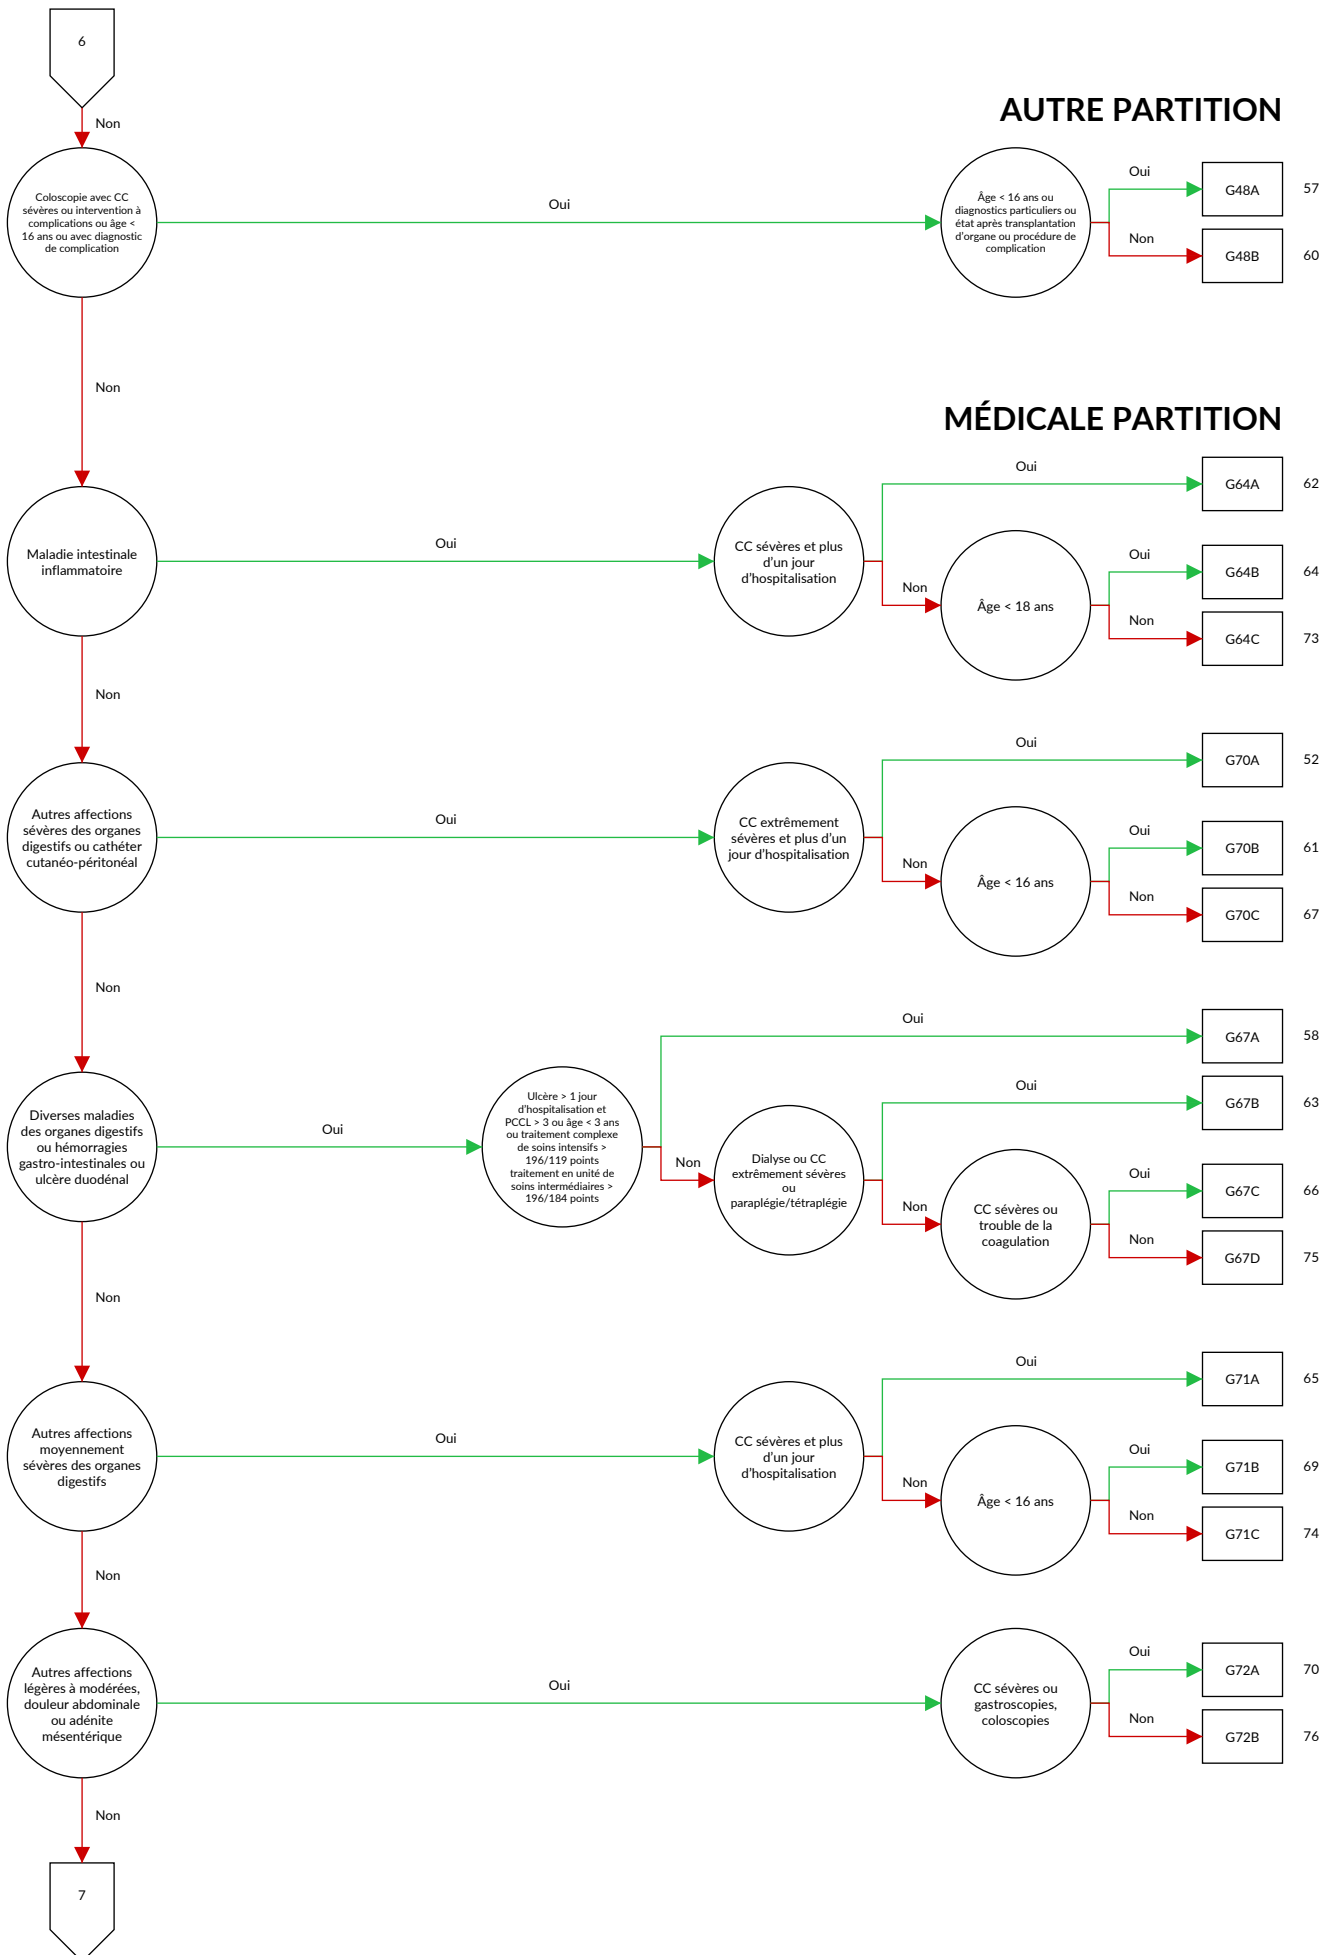 6
Non
AUTRE PARTITION
Coloscopie avec CC
sévères ou intervention à
complications ou âge <
16 ans ou avec diagnostic
de complication
Oui
Âge < 16 ans ou
diagnostics particuliers ou
état après transplantation
d'organe ou procédure de
complication
Oui
G48A
57
Non
G48B
60
Non
MÉDICALE PARTITION
Maladie intestinale
inflammatoire
Oui
CC sévères et plus
d'un jour
d'hospitalisation
Oui
G64A
62
Non
Âge < 18 ans
Oui
G64B
64
Non
G64C
73
Non
Autres affections
sévères des organes
digestifs ou cathéter
cutanéo-péritonéal
Oui
CC extrêmement
sévères et plus d'un
jour d'hospitalisation
Oui
G70A
52
Non
Âge < 16 ans
Oui
G70B
61
Non
G70C
67
Non
Diverses maladies
des organes digestifs
ou hémorragies
gastro-intestinales ou
ulcère duodénal
Oui
Ulcère > 1 jour
d'hospitalisation et
PCCL > 3 ou âge < 3 ans
ou traitement complexe
de soins intensifs >
196/119 points
traitement en unité de
soins intermédiaires >
196/184 points
Oui
G67A
58
Non
Dialyse ou CC
extrêmement sévères
ou
paraplégie/tétraplégie
Oui
G67B
63
Non
CC sévères ou
trouble de la
coagulation
Oui
G67C
66
Non
G67D
75
Non
Autres affections
moyennement
sévères des organes
digestifs
Oui
CC sévères et plus
d'un jour
d'hospitalisation
Oui
G71A
65
Non
Âge < 16 ans
Oui
G71B
69
Non
G71C
74
Non
Autres affections
légères à modérées,
douleur abdominale
ou adénite
mésentérique
Oui
CC sévères ou
gastroscopies,
coloscopies
Oui
G72A
70
Non
G72B
76
Non
7